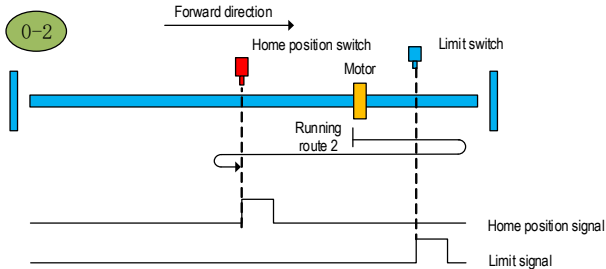 Forward direction
0-2
Home position switch
Limit switch
Motor
Running
route 2
Home position signal
Limit signal